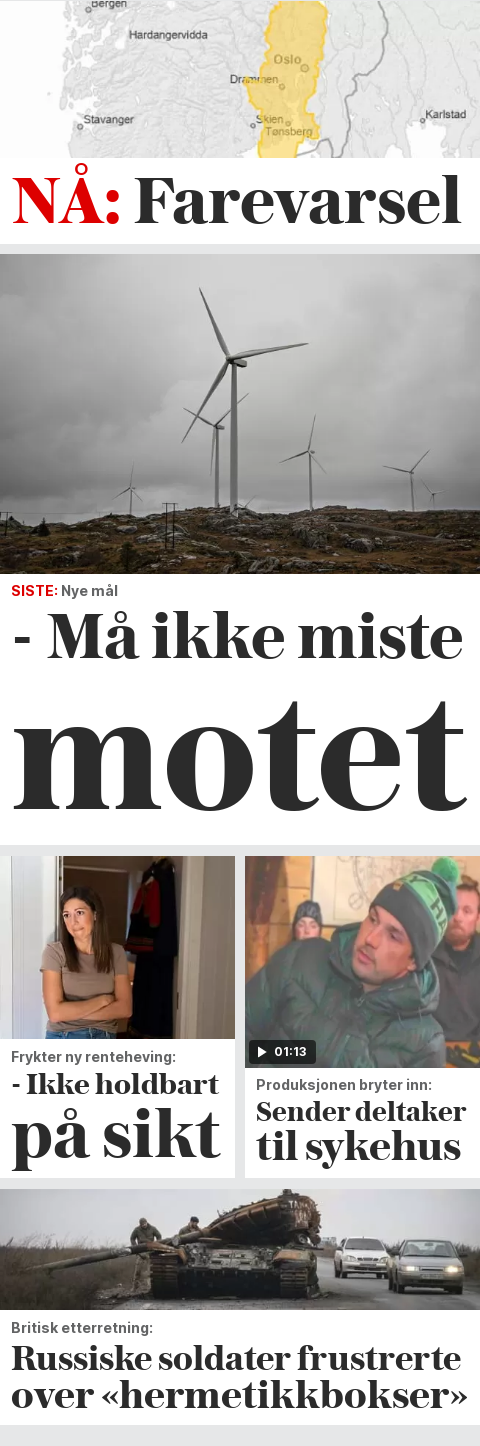 Bergen
Hardangervidda
Oslo
Drammen
Stavanger
Skien
Karlstad
Tønsberg
NÅ: Farevarsel
SISTE: Nye mål
- Må ikke miste
motet
Frykter ny renteheving:
- Ikke holdbart
på sikt
01:13
Produksjonen bryter inn:
Sender deltaker
til sykehus
Britisk etterretning:
Russiske soldater frustrerte
over «hermetikkbokser»